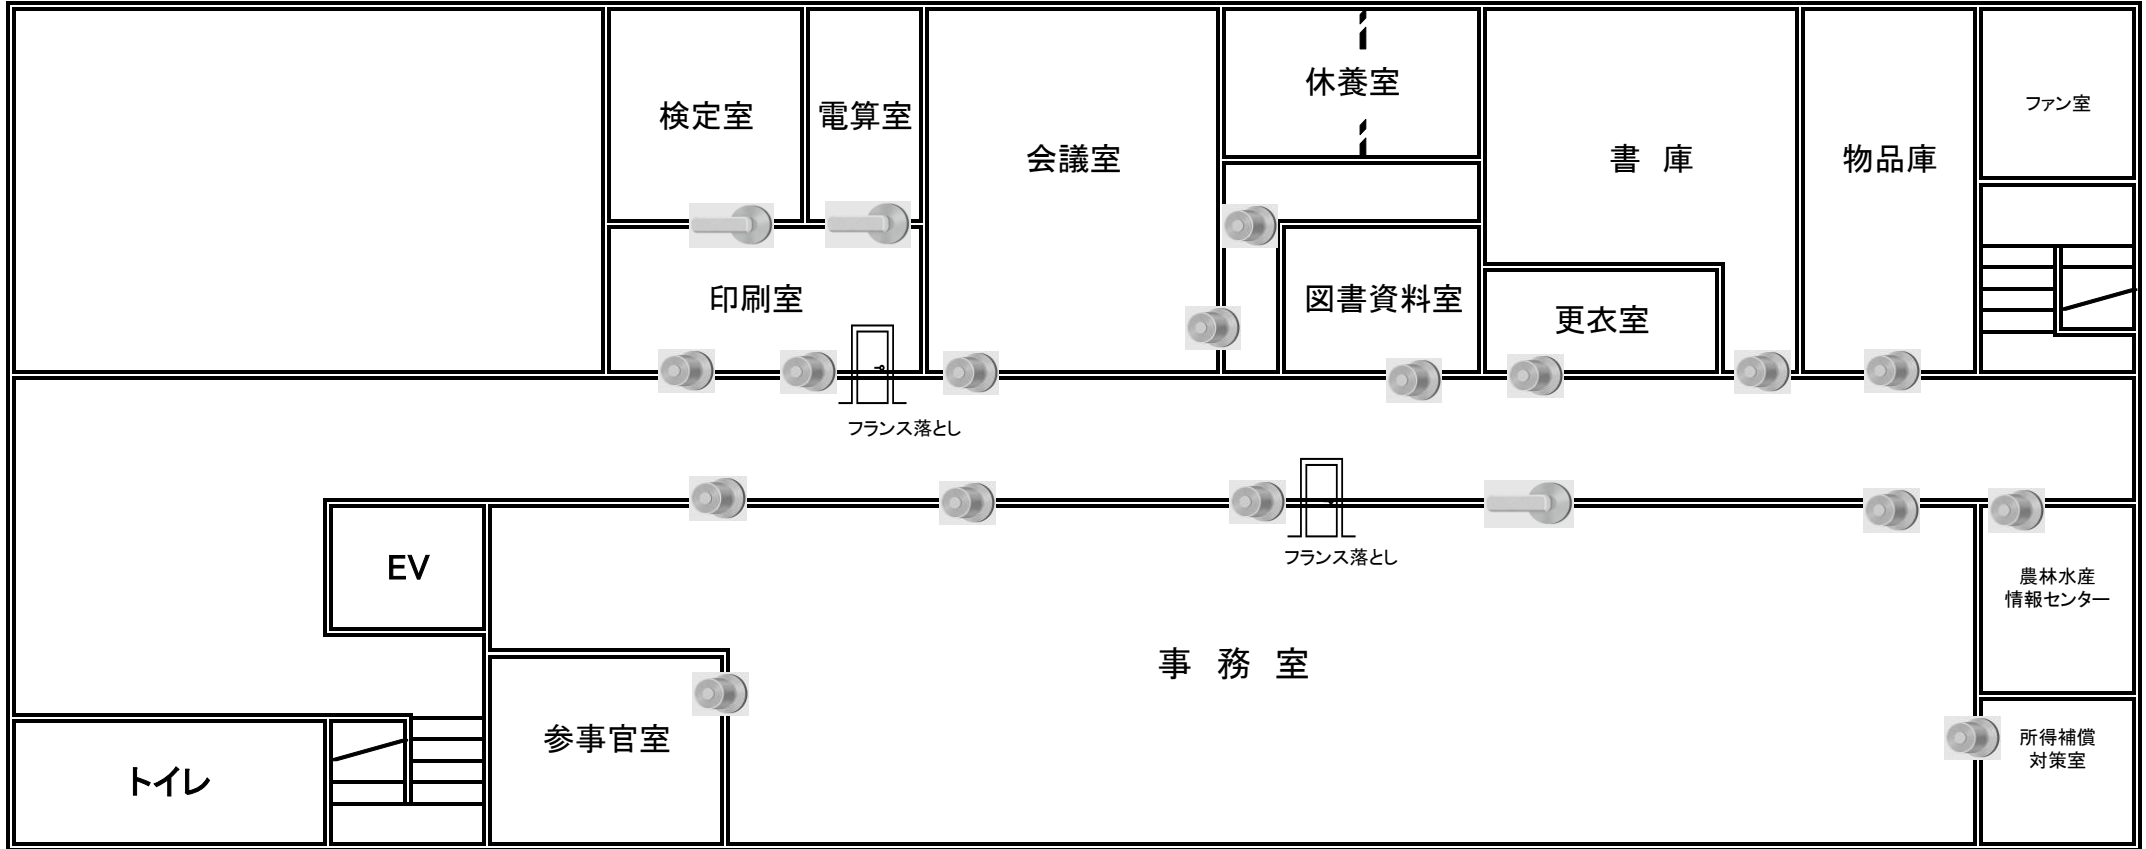 検定室
電算室
会議室
休養室
書　庫
物品庫
ファン室
印刷室
図書資料室
更衣室
フランス落とし
フランス落とし
EV
事　務　室
農林水産
情報センター
参事官室
トイレ
所得補償
対策室